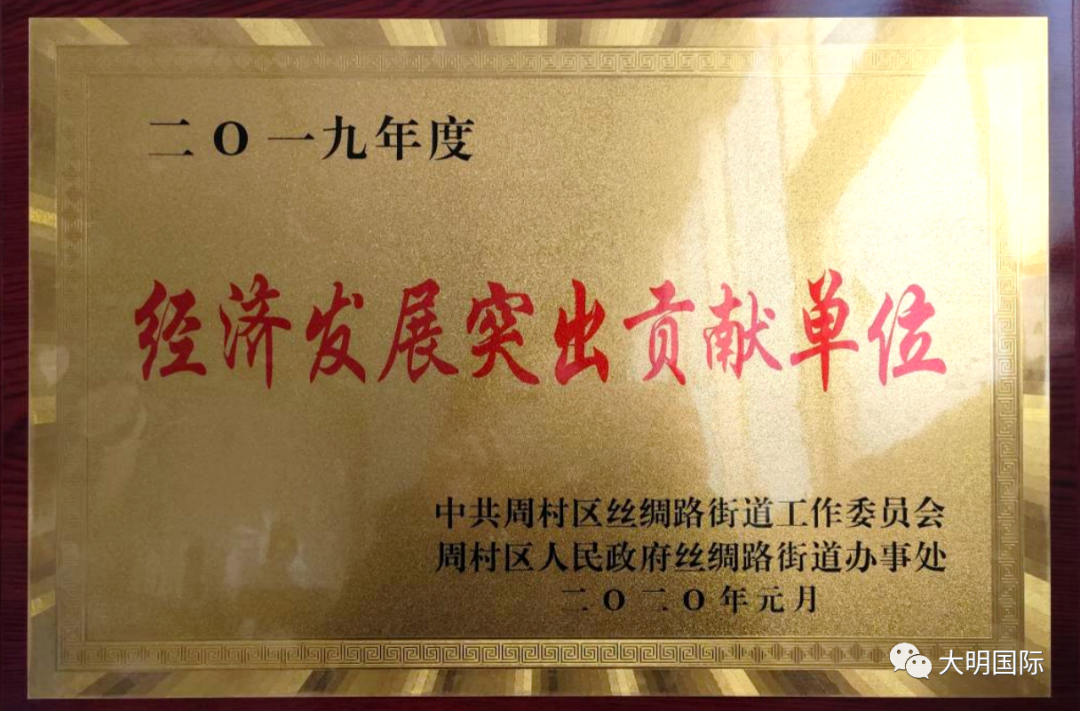 二〇一九年度
经济发展突出贡献单位
中共周村区丝绸路街道工作委员会
周村区人民政府丝绸路街道办事处
二〇二〇年元月
大明国际